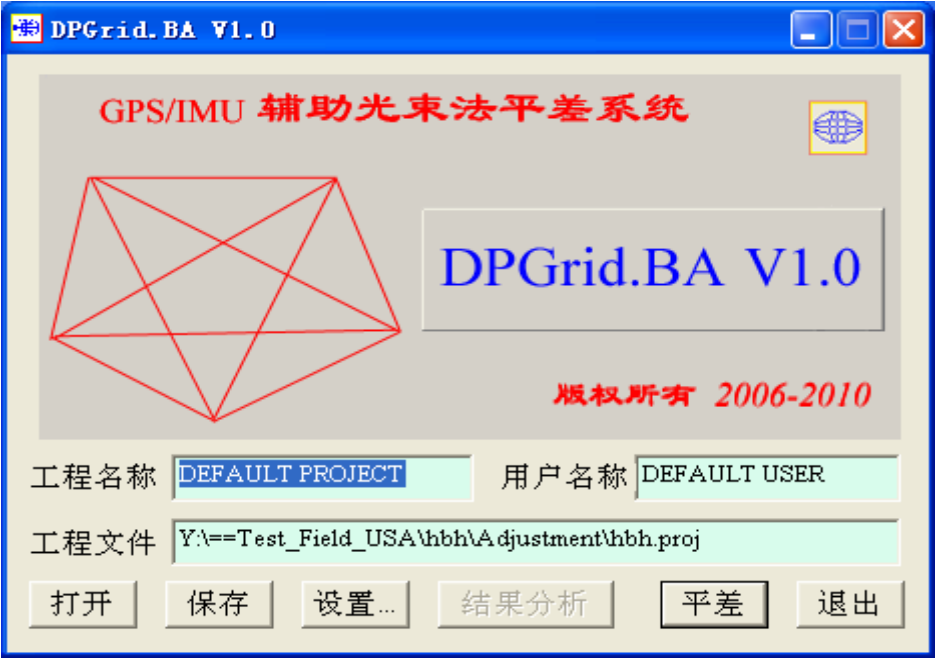 DPGrid.BA V1.0
GPS/IMU 辅助光束法平差系统
DPGrid.BA V1.0
版权所有 2006-2010
工程名称 DEFAULT PROJECT 用户名称 DEFAULT USER
工程文件 Y:\==Test_Field_USA\hbh\Adjustment\hbh.proj
打开 保存 设置... 结果分析 平差 退出